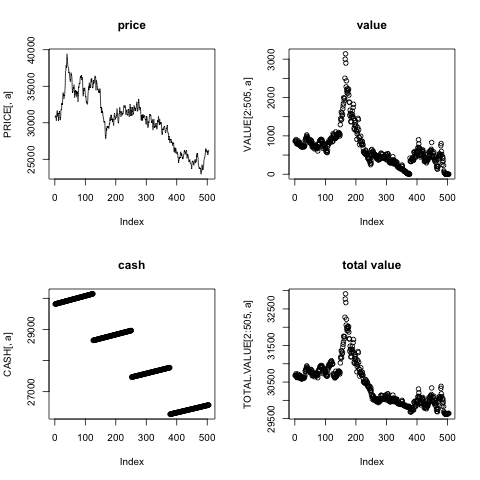 price
PRICE[, a]
25000 30000 35000 40000
0 100 200 300 400 500
Index
value
VALUE[2:505, a]
0 1000 2000 3000
0 100 200 300 400 500
Index
cash
CASH[, a]
27000 29000
0 100 200 300 400 500
Index
total value
TOTAL.VALUE[2:505, a]
29500 30500 31500 32500
0 100 200 300 400 500
Index